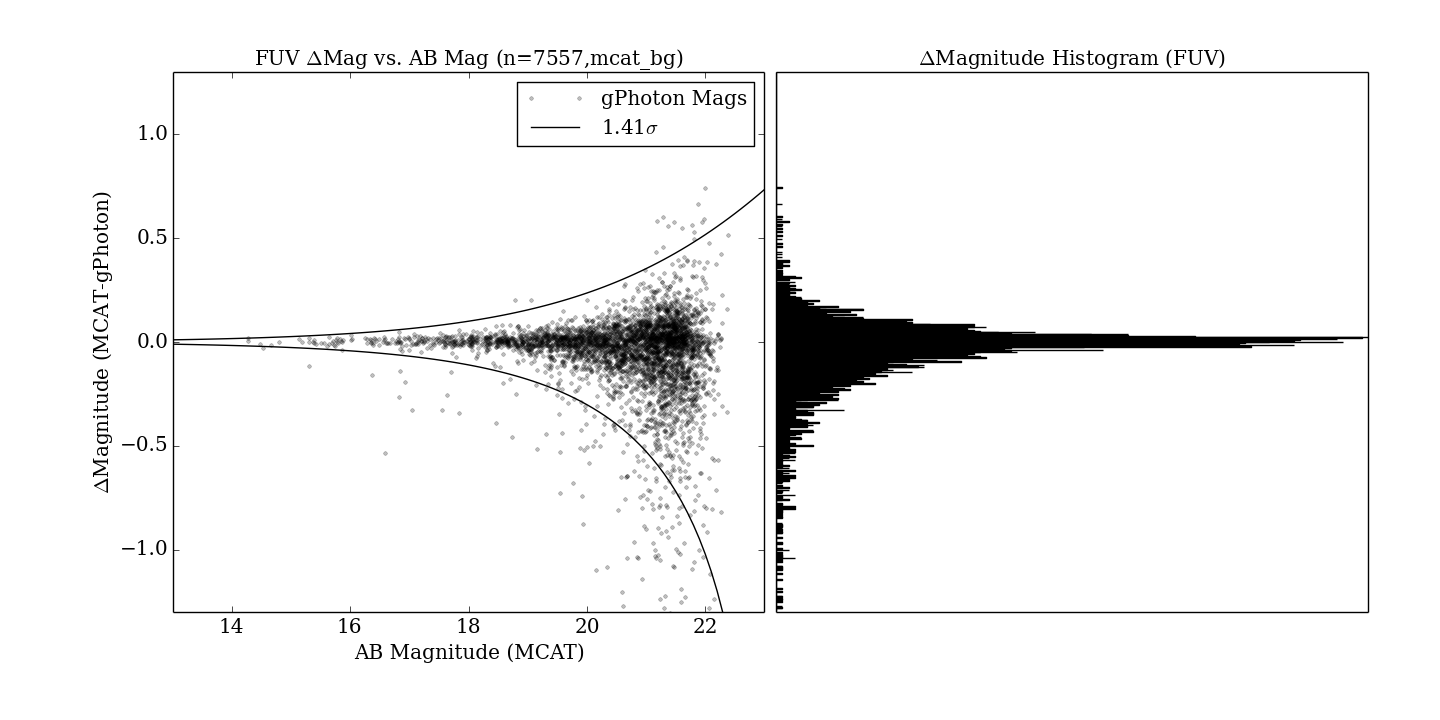 FUV ΔMag vs. AB Mag (n=7557,mcat_bg)
ΔMagnitude Histogram (FUV)
gPhoton Mags
1.41σ
ΔMagnitude (MCAT-gPhoton)
1.0
0.5
0.0
−0.5
−1.0
14 16 18 20 22
AB Magnitude (MCAT)